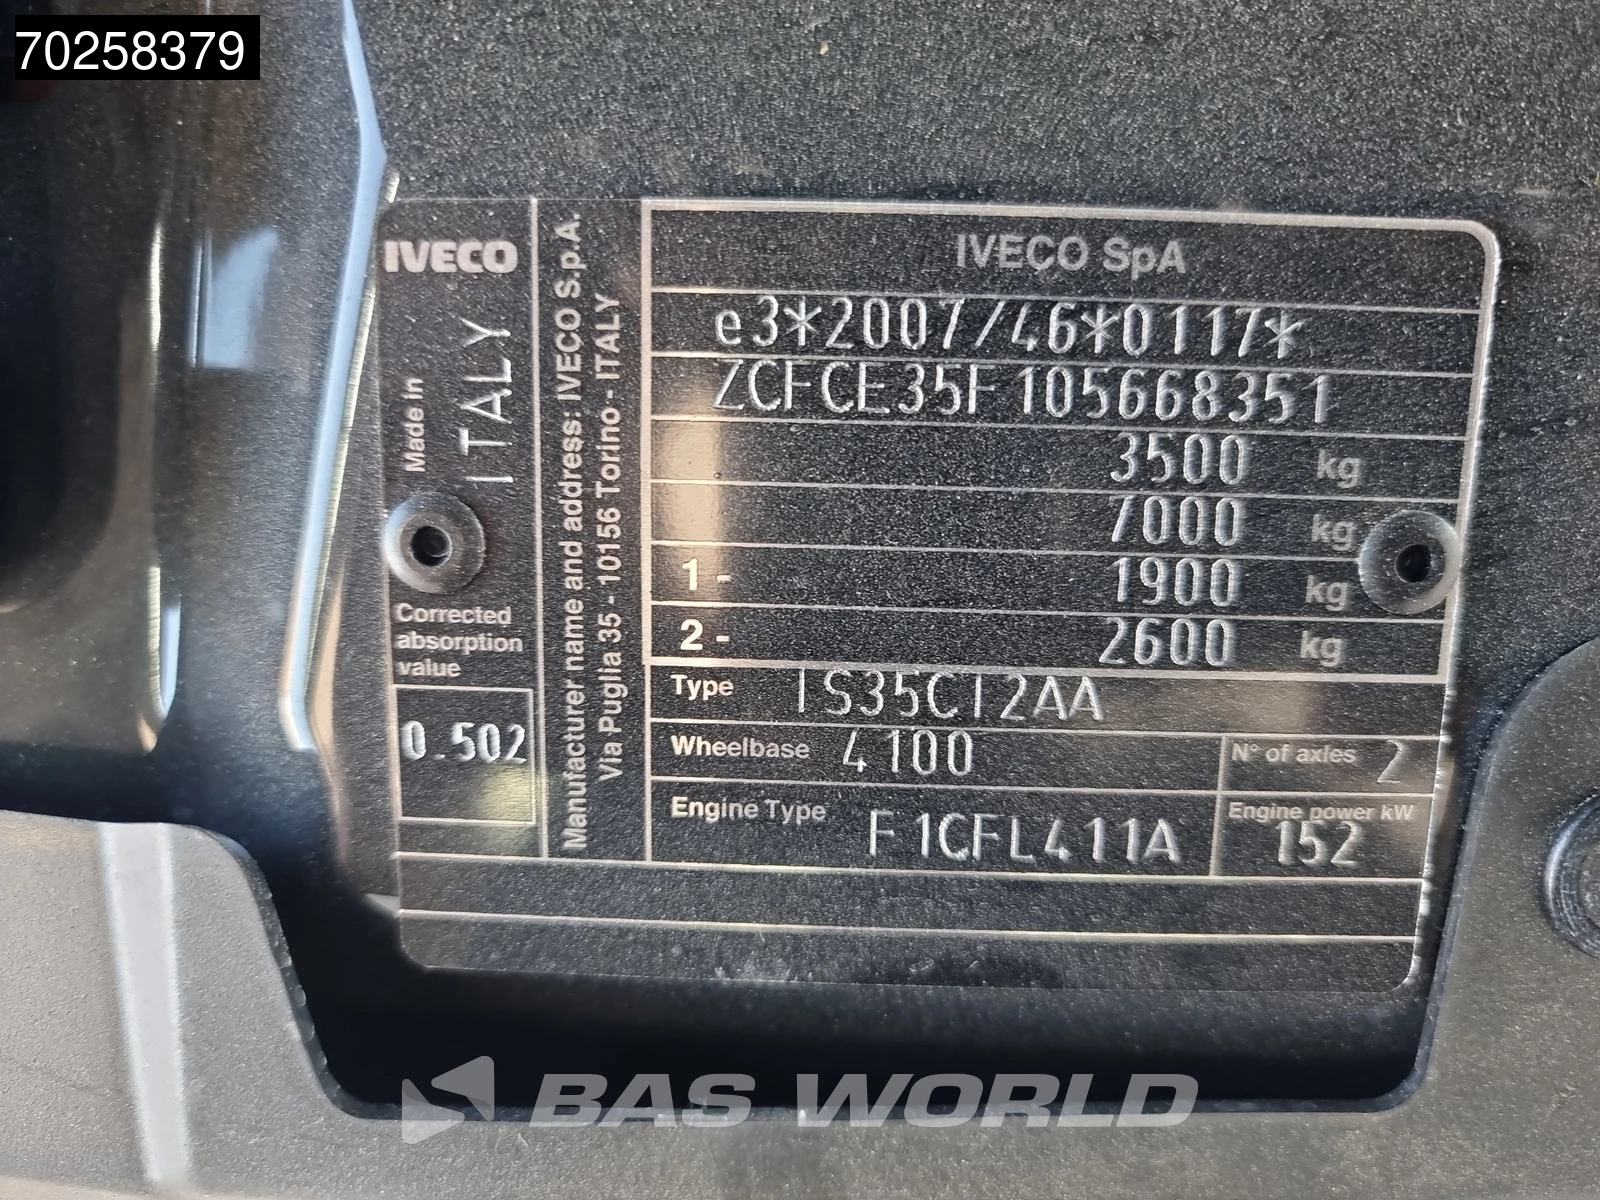 70258379
IVECO
Made in ITALY
Corrected
absorption
value
0.502
Manufacturer name and address: IVECO S.p.A.
Via Puglia 35 - 10156 Torino - ITALY
IVECO SpA
e3*2007/46*0117*
ZCFCE35F105668351
3500 kg
7000 kg
1- 1900 kg
2- 2600 kg
Type IS35CI2AA
Wheelbase 4100 N° of axles 2
Engine Type F1CFL411A Engine power kW 152
BAS WORLD